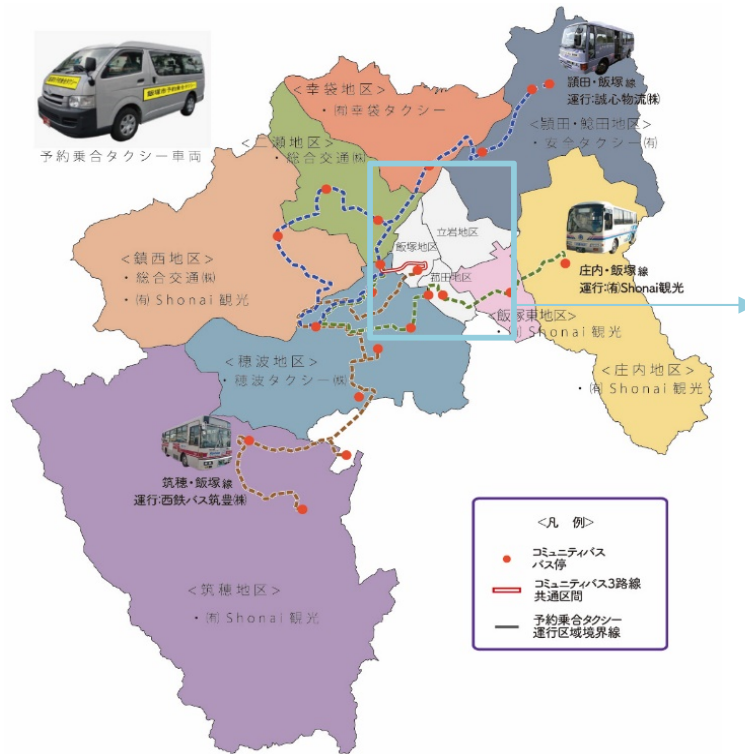 予約乗合タクシー車両
<幸袋地区>
・㈲幸袋タクシー
頴田・飯塚線
運行:誠心物流㈱
<頴田・鯰田地区>
・安全タクシー㈲
<二瀬地区>
・総合交通㈱
立岩地区
飯塚地区
菰田地区
<鎮西地区>
・総合交通㈱
・㈲Shonai観光
庄内・飯塚線
運行:㈲Shonai観光
<飯塚東地区>
・㈲Shonai観光
<穂波地区>
・穂波タクシー㈱
<庄内地区>
・㈲Shonai観光
筑穂・飯塚線
運行:西鉄バス筑豊㈱
<筑穂地区>
・㈲Shonai観光
<凡 例>
コミュニティバス
バス停
コミュニティバス3路線
共通区間
予約乗合タクシー
運行区域境界線